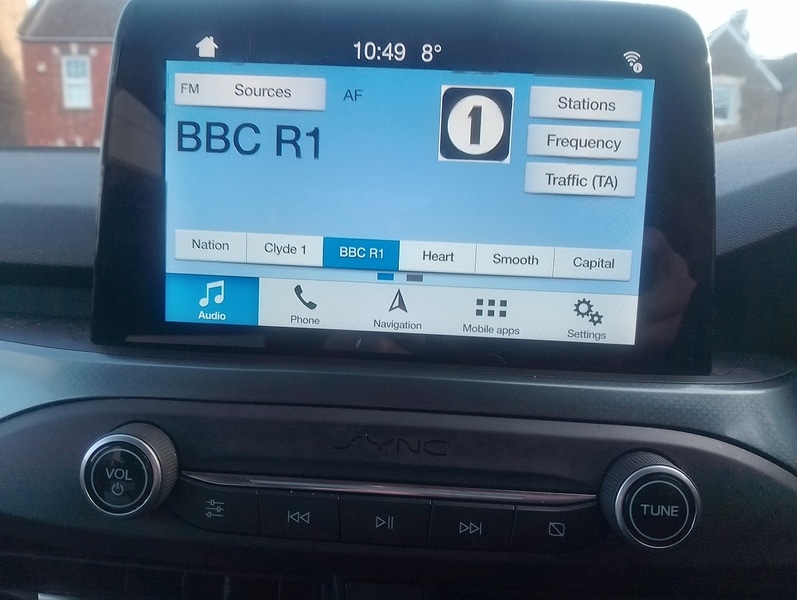 10:49 8°
FM Sources AF
1
Stations
BBC R1
Frequency
Traffic (TA)
Nation Clyde 1 BBC R1 Heart Smooth Capital
Audio Phone Navigation Mobile apps Settings
SYNC
VOL
TUNE